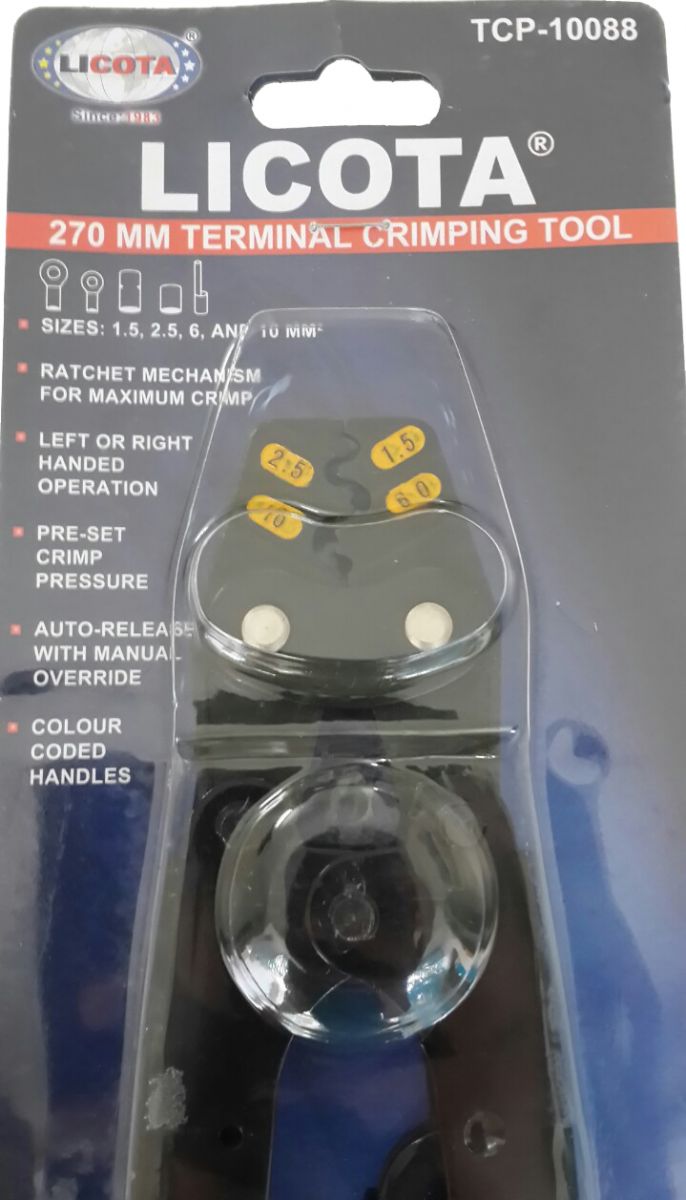 LICOTA ®
Since 1983
TCP-10088
LICOTA®
270 MM TERMINAL CRIMPING TOOL
SIZES: 1.5, 2.5, 6, AND 10 MM²
RATCHET MECHANISM
FOR MAXIMUM CRIMP
LEFT OR RIGHT
HANDED
OPERATION
PRE-SET
CRIMP
PRESSURE
AUTO-RELEASE
WITH MANUAL
OVERRIDE
COLOUR
CODED
HANDLES
2.5
1.5
10
6.0